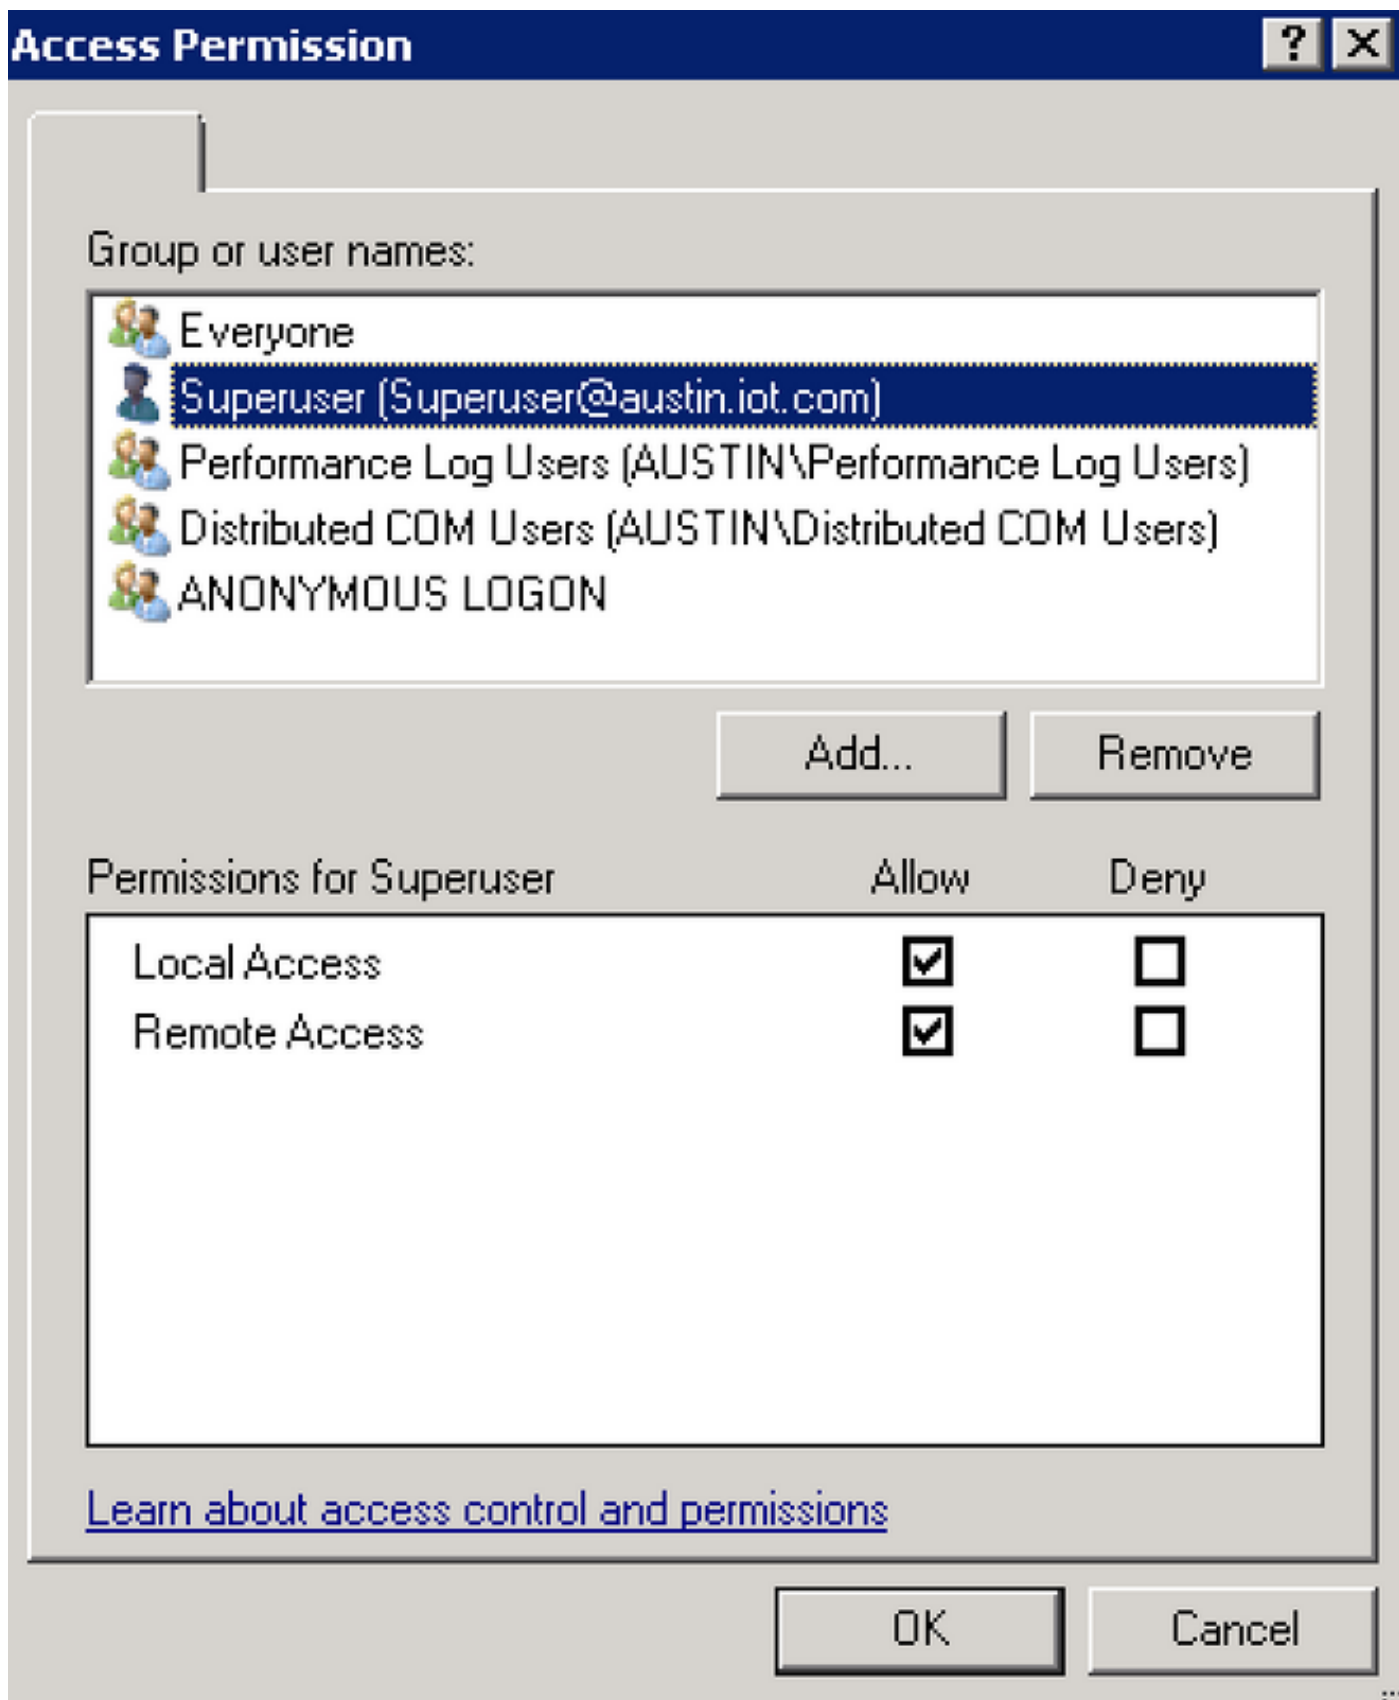 Access Permission
Group or user names:
Everyone
Superuser (Superuser@austin.iot.com)
Performance Log Users (AUSTIN\Performance Log Users)
Distributed COM Users (AUSTIN\Distributed COM Users)
ANONYMOUS LOGON
Add... Remove
Permissions for Superuser Allow Deny
Local Access
Remote Access
Learn about access control and permissions
OK Cancel